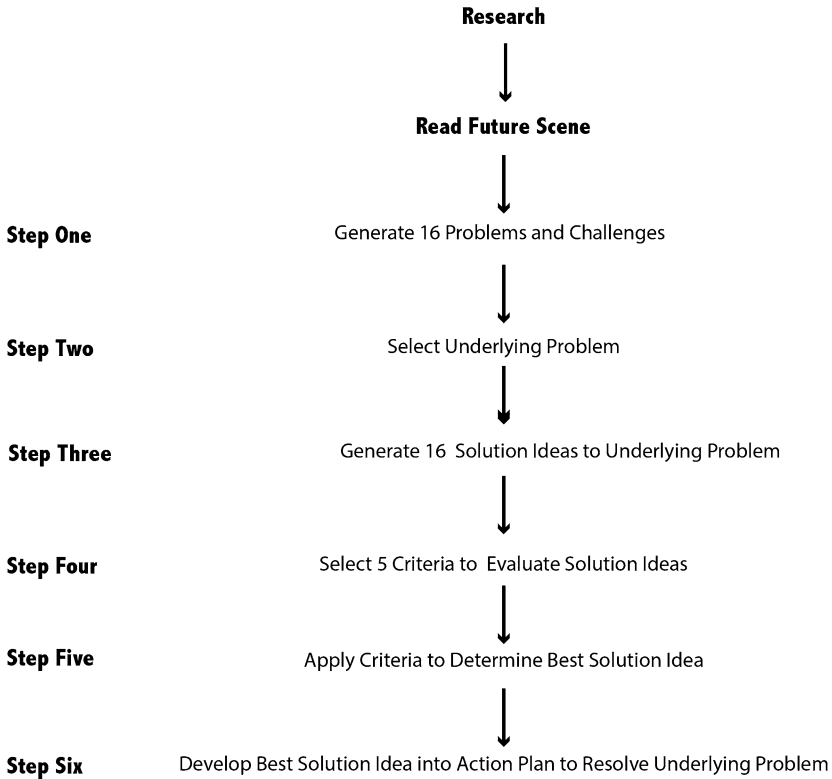 Research
Read Future Scene
Step One Generate 16 Problems and Challenges
Step Two Select Underlying Problem
Step Three Generate 16 Solution Ideas to Underlying Problem
Step Four Select 5 Criteria to Evaluate Solution Ideas
Step Five Apply Criteria to Determine Best Solution Idea
Step Six Develop Best Solution Idea into Action Plan to Resolve Underlying Problem